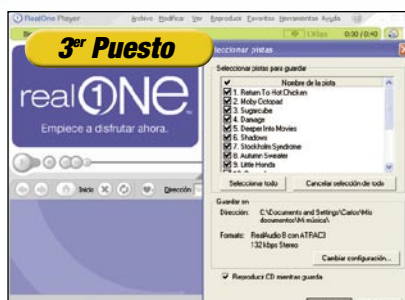 RealOne Player
Archivo Modificar Ver Reproducir Favoritos Herramientas Ayuda
0:30 / 0:40
3er Puesto
real ONE
Empiece a disfrutar ahora.
Inicio
Dirección
eleccionar pistas
Seleccionar pistas para guardar
Nombre de la pista
1. Return To Hot Chicken
2. Moby Octopad
3. Sugarcube
4. Damage
5. Deeper Into Movies
6. Shadows
7. Stockholm Syndrome
8. Autumn Sweater
9. Little Honda
Seleccione todo
Cancelar selección de todo
Guardar en
Dirección: C:\Documents and Settings\Carlos\Mis
documentos\Mi música\
Formato: RealAudio 8 con ATRAC3
132 kbps Stereo
Cambiar configuración...
Reproducir CD mientras guarda